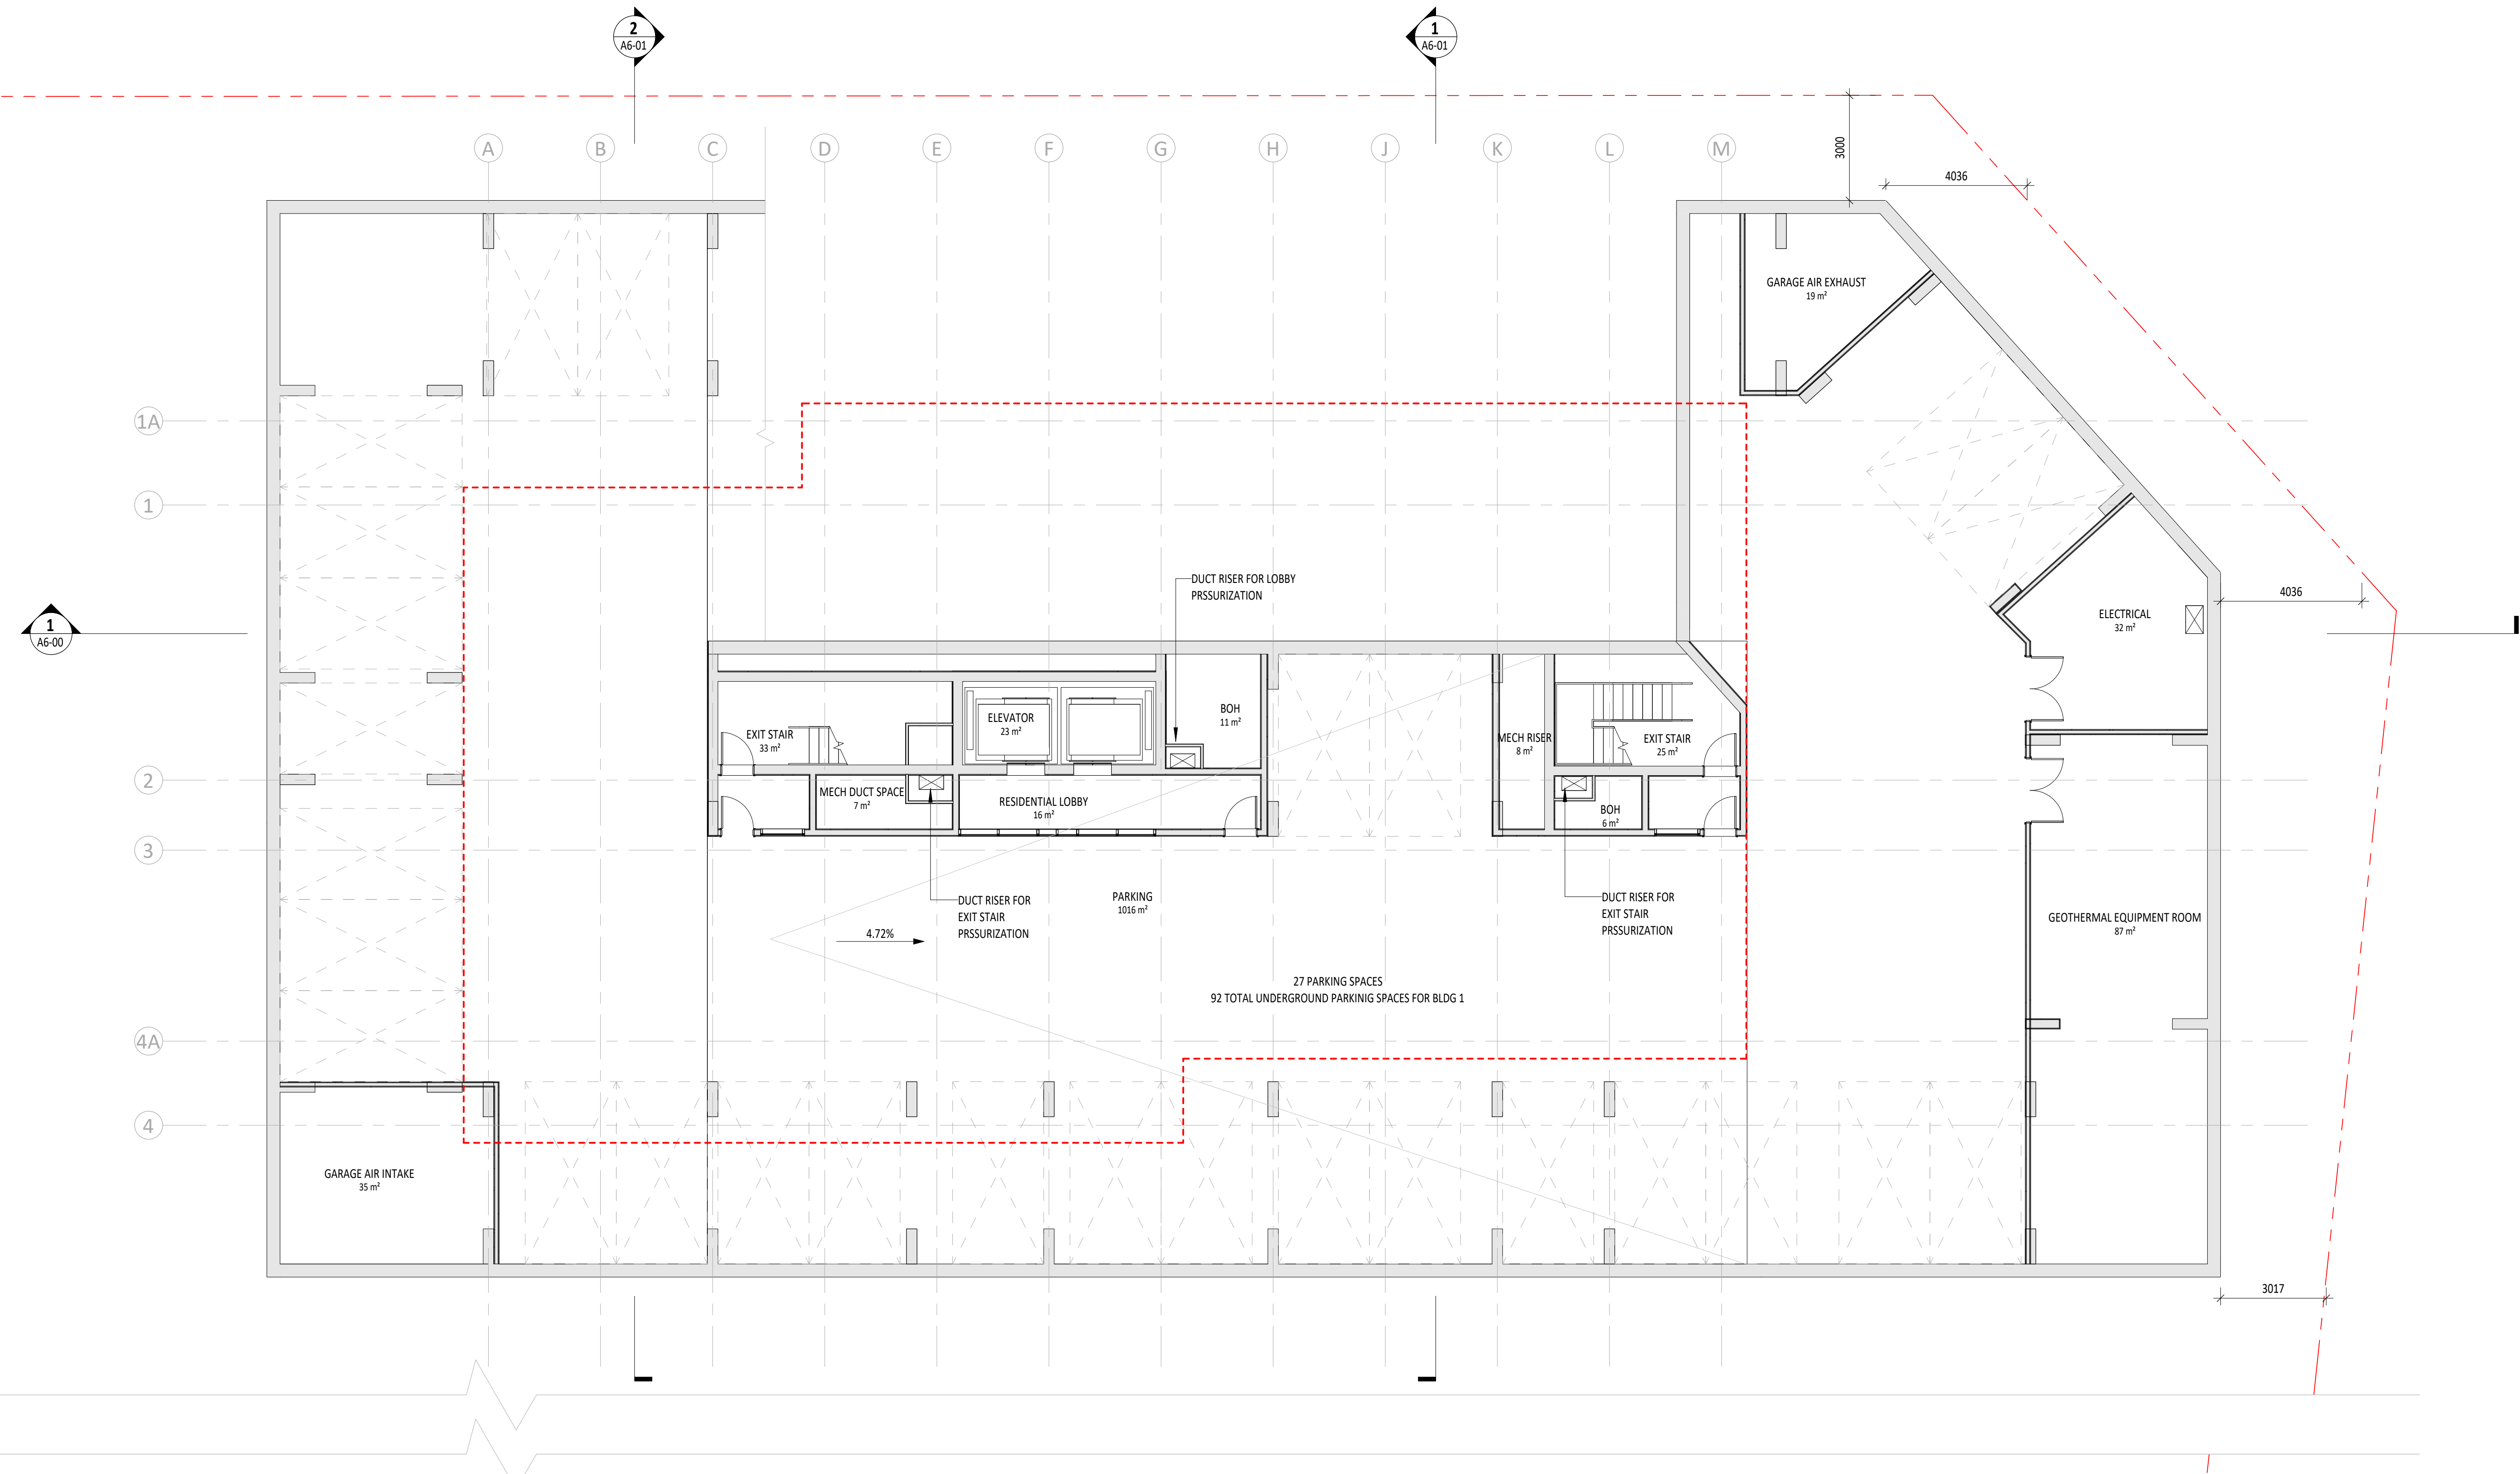 2
A6-01
1
A6-01
A
B
C
D
E
F
G
H
J
K
L
M
3000
4036
GARAGE AIR EXHAUST
19 m²
1A
1
DUCT RISER FOR LOBBY
PRSSURIZATION
4036
1
A6-00
ELECTRICAL
32 m²
EXIT STAIR
33 m²
ELEVATOR
23 m²
BOH
11 m²
MECH RISER
8 m²
EXIT STAIR
25 m²
2
MECH DUCT SPACE
7 m²
RESIDENTIAL LOBBY
16 m²
BOH
6 m²
3
DUCT RISER FOR
EXIT STAIR
PRSSURIZATION
PARKING
1016 m²
DUCT RISER FOR
EXIT STAIR
PRSSURIZATION
GEOTHERMAL EQUIPMENT ROOM
87 m²
4.72%
27 PARKING SPACES
92 TOTAL UNDERGROUND PARKINIG SPACES FOR BLDG 1
4A
4
GARAGE AIR INTAKE
35 m²
3017